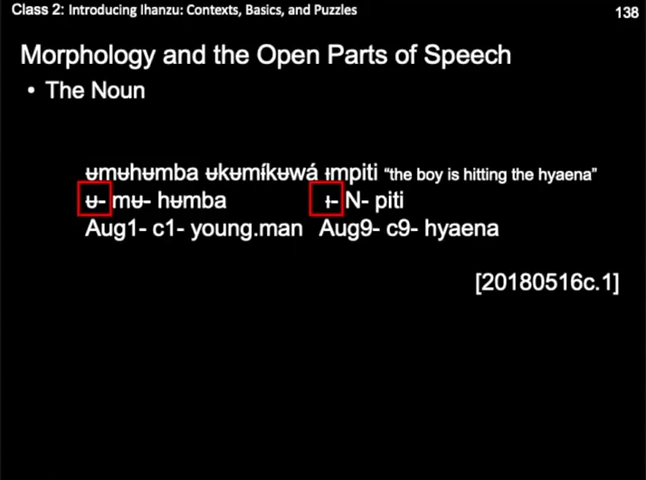 Class 2: Introducing Ihanzu: Contexts, Basics, and Puzzles
138
Morphology and the Open Parts of Speech
• The Noun
ʉmʉhʉmba ʉkʉmíkʉwá ɨmpiti “the boy is hitting the hyaena”
ʉ- mʉ- hʉmba ɨ- N- piti
Aug1- c1- young.man Aug9- c9- hyaena
[20180516c.1]